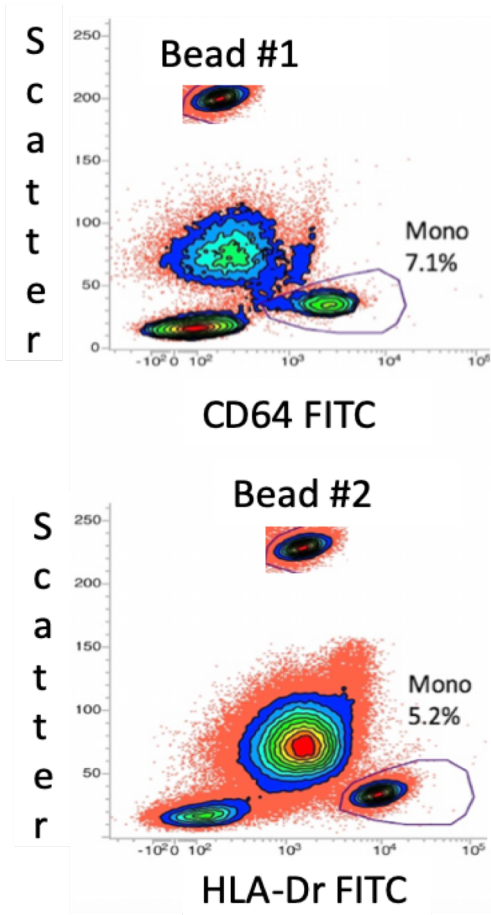 Scatter
Bead #1
250
200
150
100
50
0
Mono
7.1%
-10² 0 10² 10³ 10⁴ 10⁵
CD64 FITC
Scatter
Bead #2
250
200
150
100
50
Mono
5.2%
-10² 0 10² 10³ 10⁴ 10⁵
HLA-Dr FITC